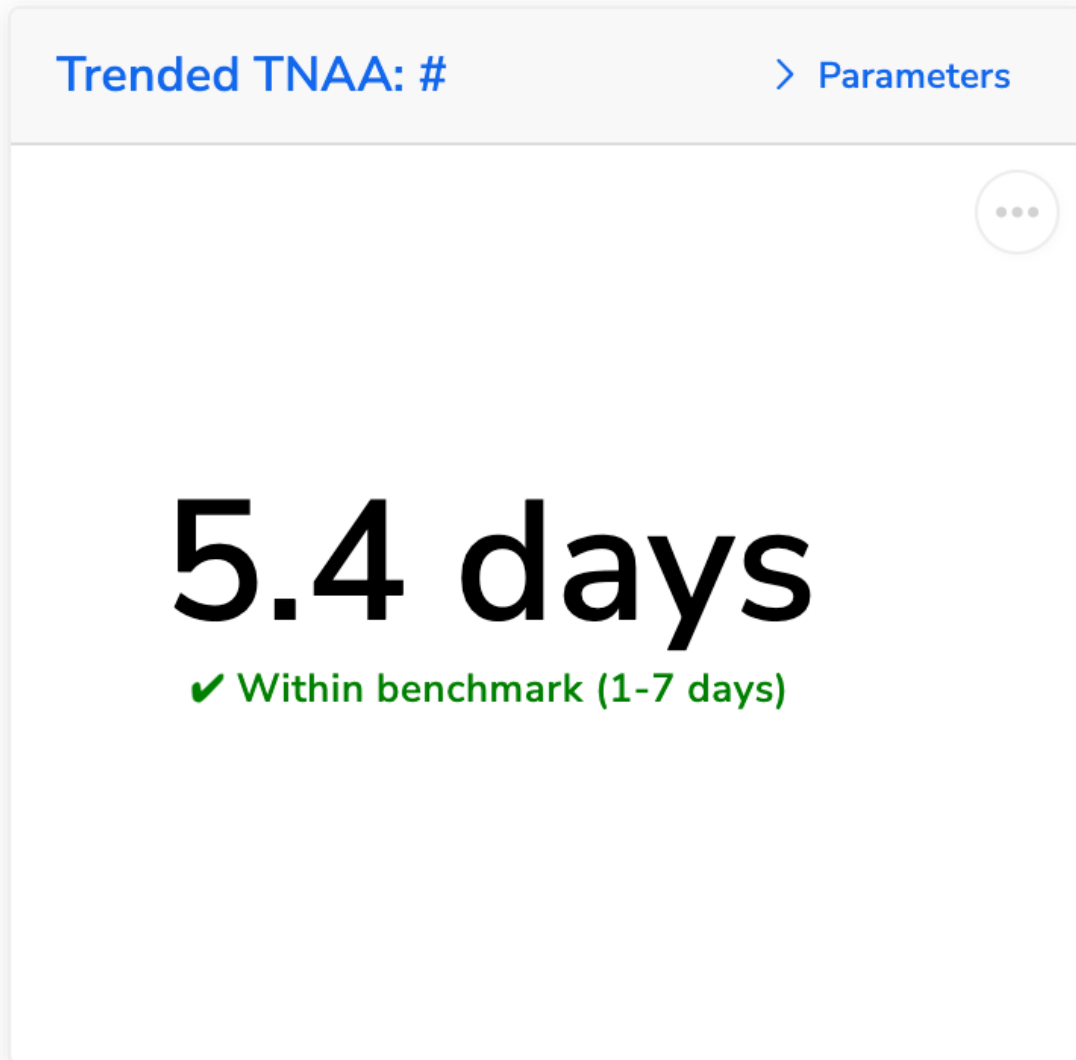 Trended TNAA: #
Parameters
5.4 days
✔ Within benchmark (1-7 days)